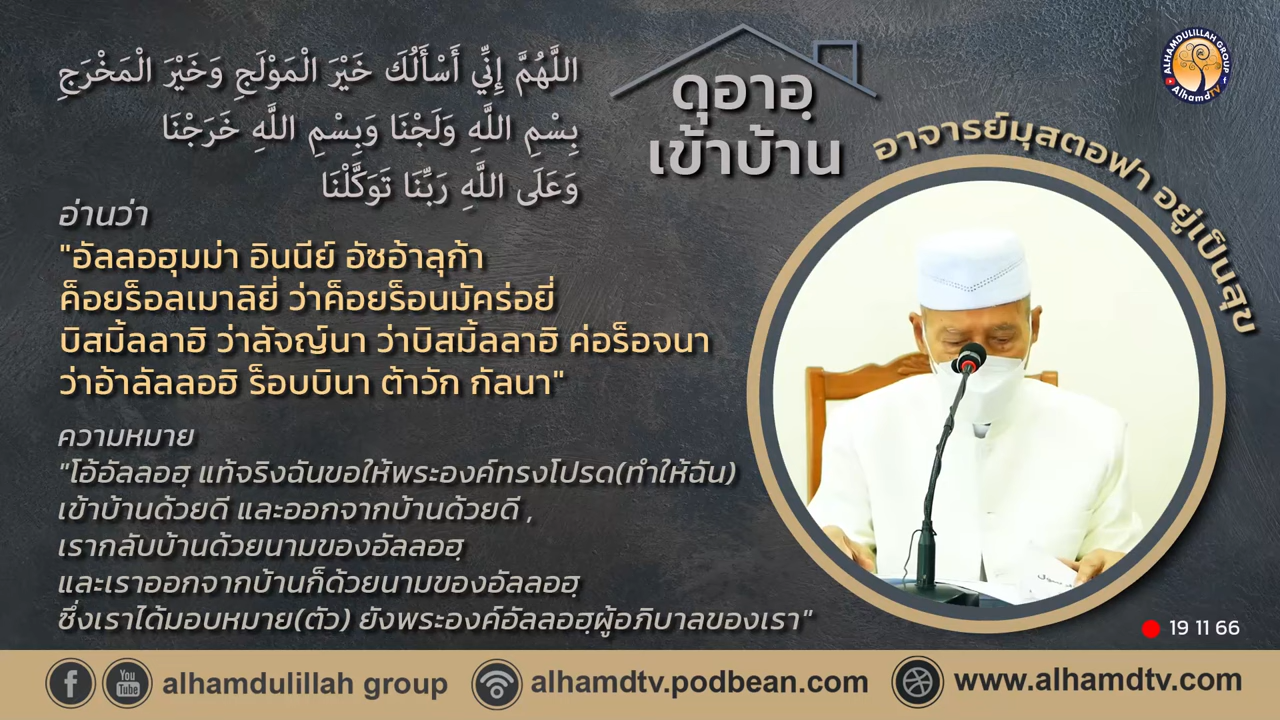 اللَّهُمَّ إِنِّي أَسْأَلُكَ خَيْرَ الْمَوْلَجِ وَخَيْرَ الْمَخْرَجِ
بِسْمِ اللَّهِ وَلَجْنَا وَبِسْمِ اللَّهِ خَرَجْنَا
وَعَلَى اللَّهِ رَبِّنَا تَوَكَّلْنَا
ดุอาอฺ
เข้าบ้าน
ALHAMDULILLAH GROUP
AlhamdTV
อาจารย์มุสตอฟา อยู่เป็นสุข
อ่านว่า
"อัลลอฮุมม่า อินนีย์ อัซอ้าลุก้า
ค็อยร็อลเมาลิยี่ ว่าค็อยร็อนมัคร่อยี่
บิสมิ้ลลาฮิ ว่าลัจญ์นา ว่าบิสมิ้ลลาฮิ ค่อร็อจนา
ว่าอ้าลัลลอฮิ ร็อบบินา ต้าวัก กัลนา"
ความหมาย
"โอ้อัลลอฮฺ แท้จริงฉันขอให้พระองค์ทรงโปรด(ทำให้ฉัน)
เข้าบ้านด้วยดี และออกจากบ้านด้วยดี ,
เรากลับบ้านด้วยนามของอัลลอฮฺ
และเราออกจากบ้านก็ด้วยนามของอัลลอฮฺ
ซึ่งเราได้มอบหมาย(ตัว) ยังพระองค์อัลลอฮฺผู้อภิบาลของเรา"
19 11 66
f You Tube alhamdulillah group
alhamdtv.podbean.com
www.alhamdtv.com